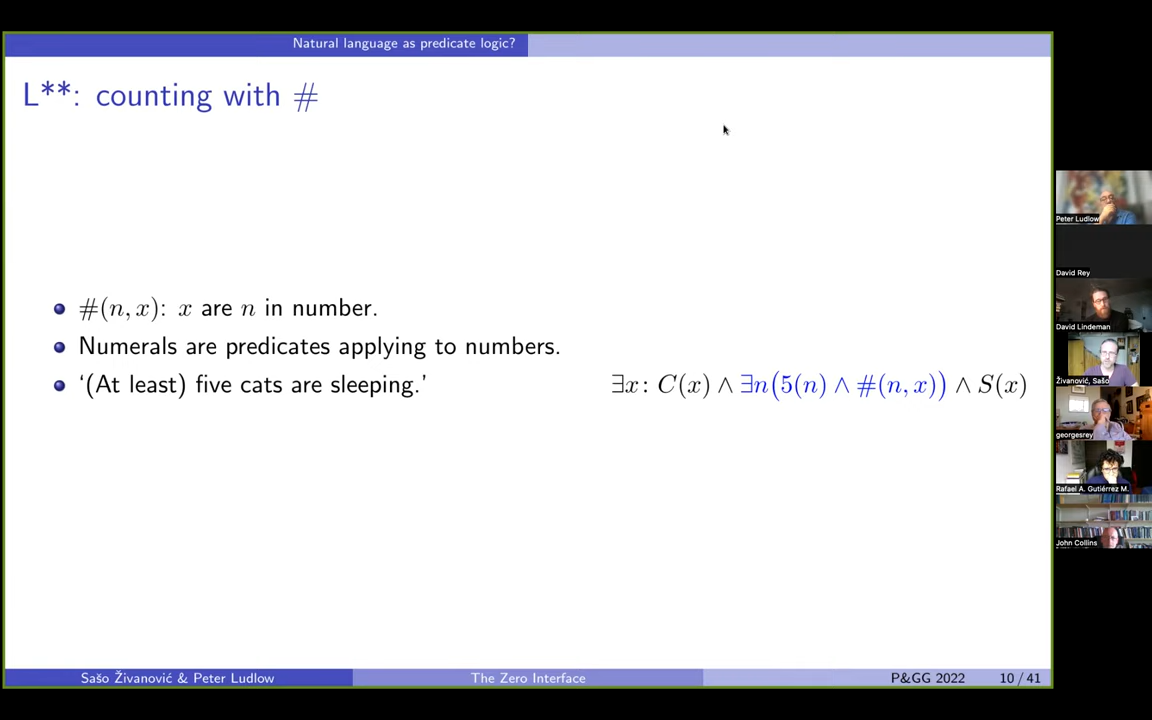 Natural language as predicate logic?
L**: counting with #
#(n, x): x are n in number.
Numerals are predicates applying to numbers.
‘(At least) five cats are sleeping.’ ∃x: C(x) ∧ ∃n(5(n) ∧ #(n, x)) ∧ S(x)
Sašo Živanović & Peter Ludlow The Zero Interface P&GG 2022 10 / 41
Peter Ludlow
David Rey
David Lindeman
Živanović, Sašo
georgesrey
Rafael A. Gutiérrez M.
John Collins